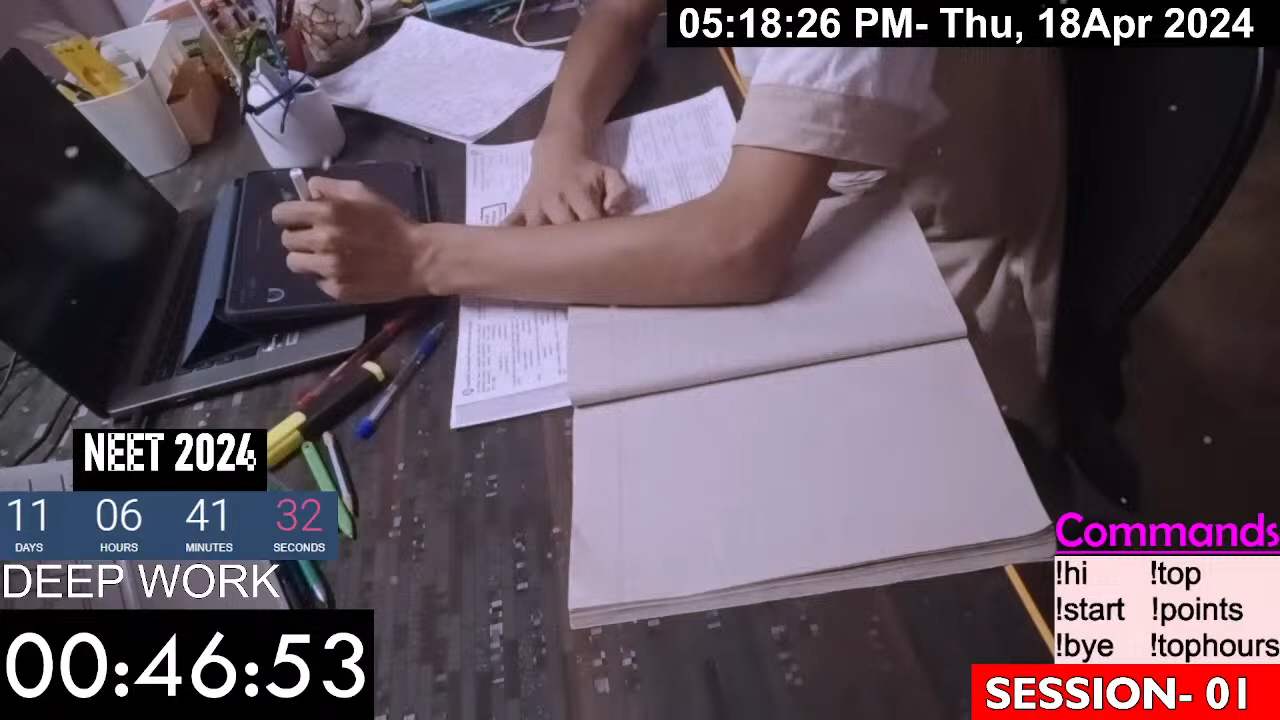 05:18:26 PM- Thu, 18Apr 2024
NEET 2024
11 06 41 32
DAYS HOURS MINUTES SECONDS
DEEP WORK
00:46:53
Commands
!hi !top
!start !points
!bye !tophours
SESSION- 01